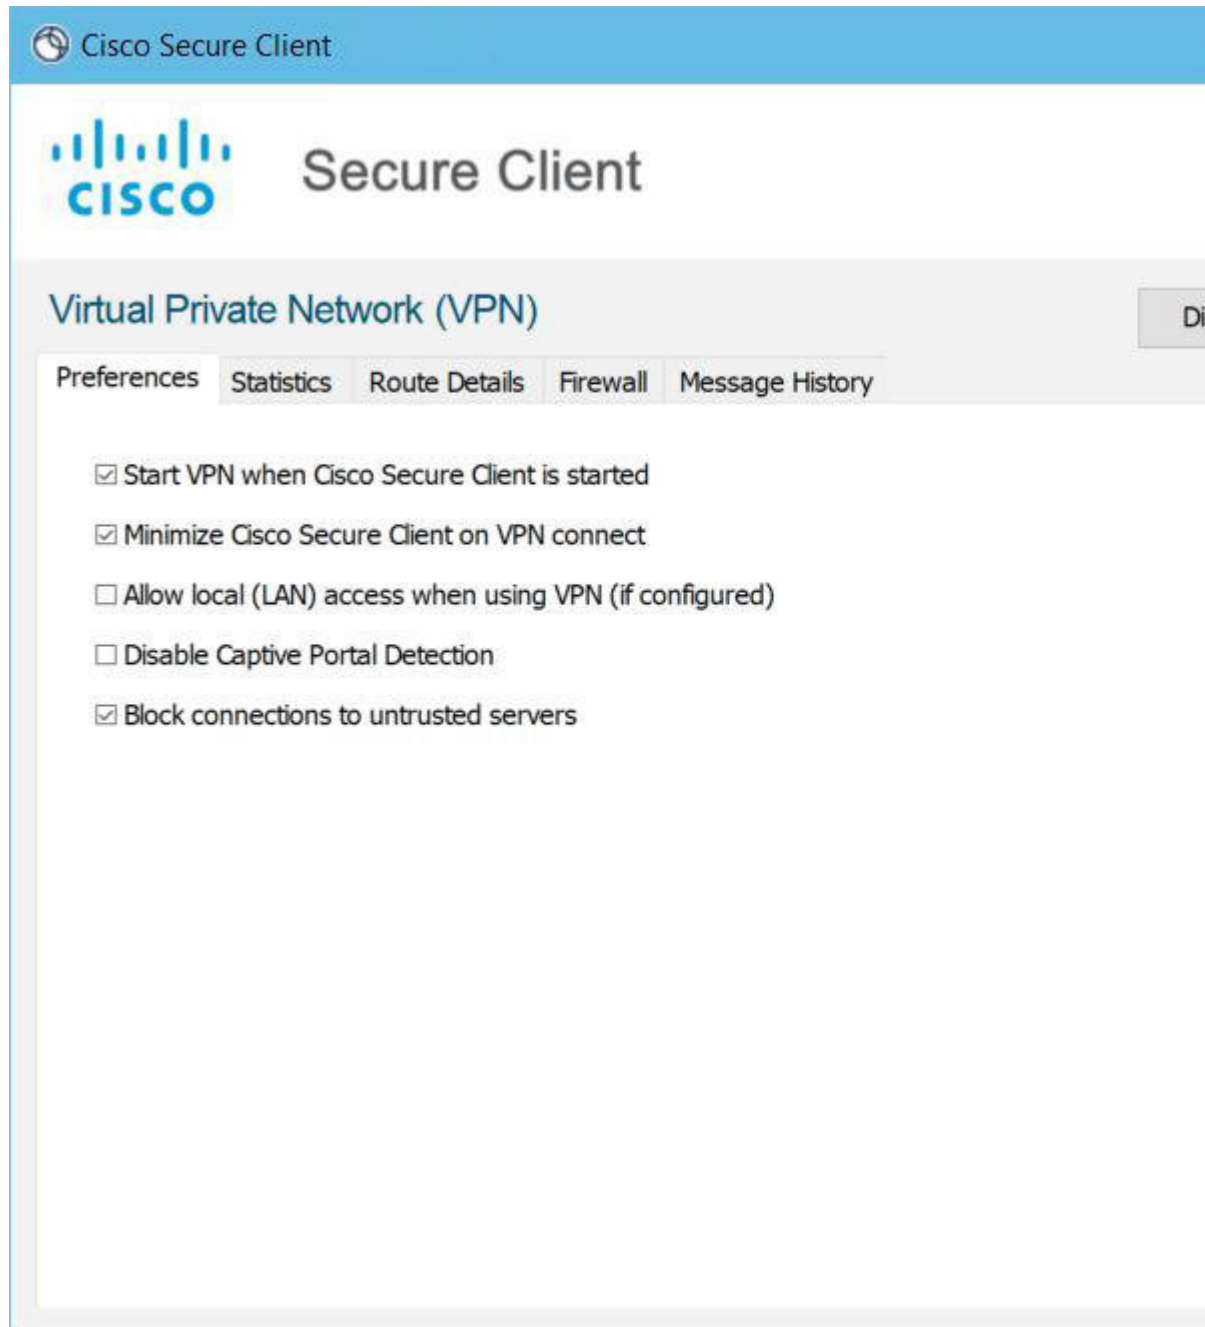 Cisco Secure Client
CISCO
Secure Client
Virtual Private Network (VPN)
Di
Preferences Statistics Route Details Firewall Message History
Start VPN when Cisco Secure Client is started
Minimize Cisco Secure Client on VPN connect
Allow local (LAN) access when using VPN (if configured)
Disable Captive Portal Detection
Block connections to untrusted servers